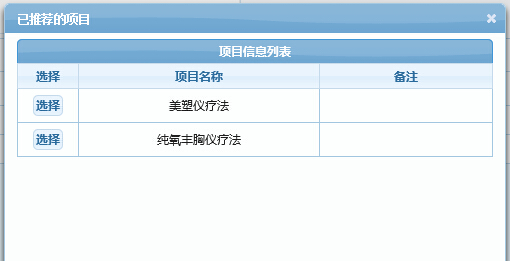 已推荐的项目
项目信息列表
选择 项目名称 备注
选择 美塑仪疗法
选择 纯氧丰胸仪疗法